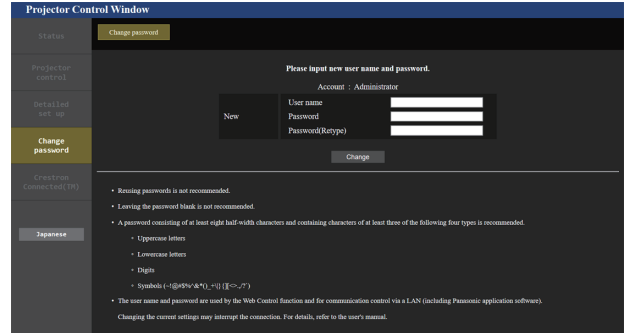 Projector Control Window
Status
Change password
Projector
control
Detailed
set up
Change
password
Crestron
Connected(TM)
Japanese
Please input new user name and password.
Account : Administrator
New
User name
Password
Password(Retype)
Change
• Reusing passwords is not recommended.
• Leaving the password blank is not recommended.
• A password consisting of at least eight half-width characters and containing characters of at least three of the following four types is recommended.
Uppercase letters
Lowercase letters
Digits
Symbols
• The user name and password are used by the Web Control function and for communication control via a LAN (including Panasonic application software).
Changing the current settings may interrupt the connection. For details, refer to the user's manual.